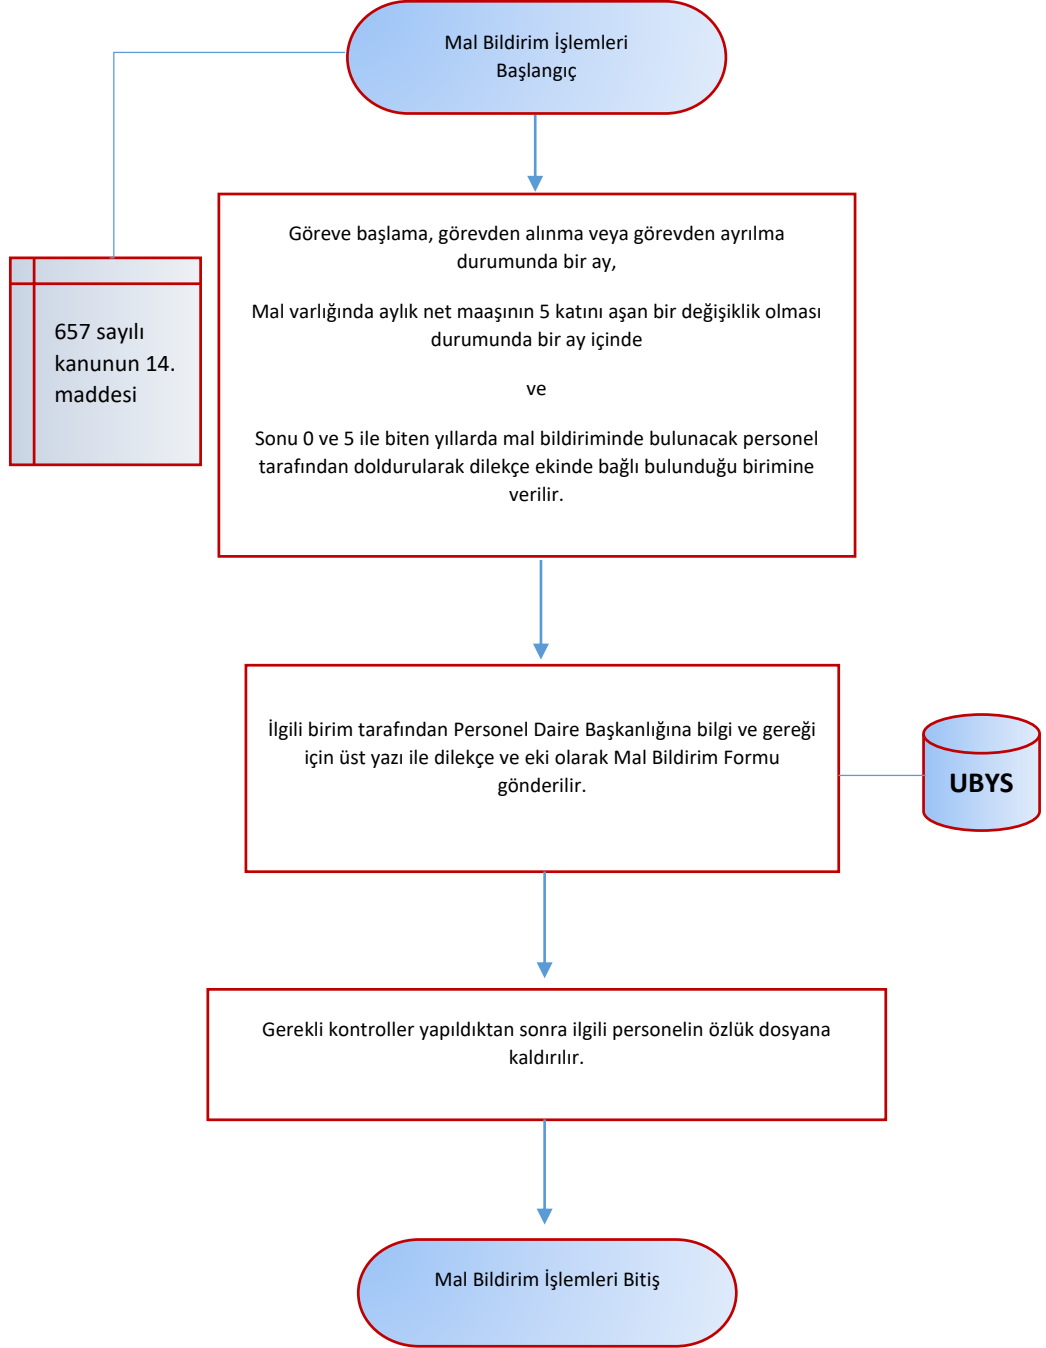 Mal Bildirim İşlemleri
Başlangıç
Göreve başlama, görevden alınma veya görevden ayrılma
durumunda bir ay,
Mal varlığında aylık net maaşının 5 katını aşan bir değişiklik olması
durumunda bir ay içinde
ve
Sonu 0 ve 5 ile biten yıllarda mal bildiriminde bulunacak personel
tarafından doldurularak dilekçe ekinde bağlı bulunduğu birimine
verilir.
657 sayılı
kanunun 14.
maddesi
İlgili birim tarafından Personel Daire Başkanlığına bilgi ve gereği
için üst yazı ile dilekçe ve eki olarak Mal Bildirim Formu
gönderilir.
UBYS
Gerekli kontroller yapıldıktan sonra ilgili personelin özlük dosyana
kaldırılır.
Mal Bildirim İşlemleri Bitiş